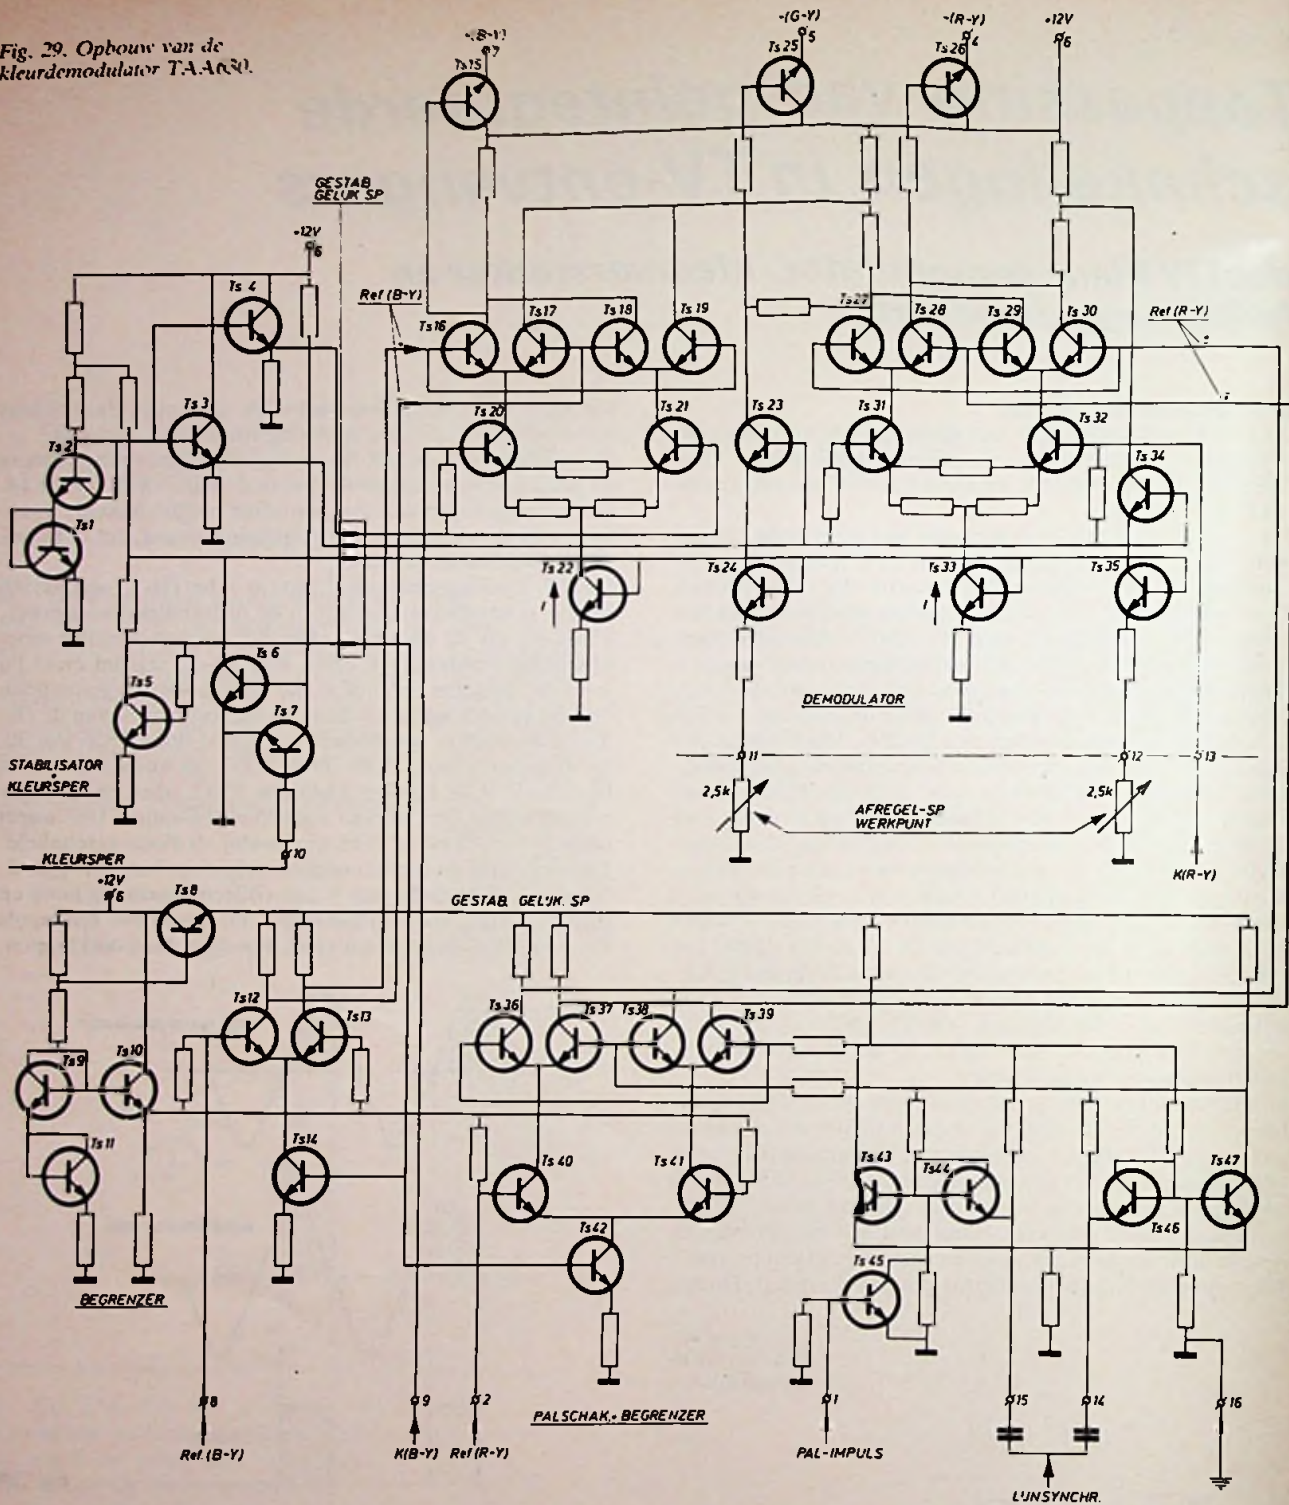 Fig. 29. Opbouw van de
kleurdemodulator TAA630.
-(B-Y)
7
-(G-Y)
5
-(R-Y)
4
+12V
6
Ts15
Ts25
Ts26
GESTAB.
GELIJK SP
+12V
6
Ts4
Ref(B-Y)
Ts16
Ts17
Ts18
Ts19
Ts27
Ts28
Ts29
Ts30
Ref(R-Y)
Ts3
Ts2
Ts1
Ts20
Ts21
Ts23
Ts31
Ts32
Ts34
Ts22
I
Ts24
Ts33
I
Ts35
Ts6
Ts5
Ts7
DEMODULATOR
STABILISATOR
+
KLEURSPER
11
12
13
2,5k
AFREGEL-SP
WERKPUNT
2,5k
KLEURSPER
10
K(R-Y)
+12V
6
Ts8
GESTAB. GELIJK. SP
Ts12
Ts13
Ts36
Ts37
Ts38
Ts39
Ts9
Ts10
Ts11
Ts14
Ts40
Ts41
Ts43
Ts44
Ts46
Ts47
Ts42
Ts45
BEGRENZER
8
9
2
PALSCHAK.+BEGRENZER
1
15
14
16
Ref.(B-Y)
K(B-Y)
Ref(R-Y)
PAL-IMPULS
LIJNSYNCHR.